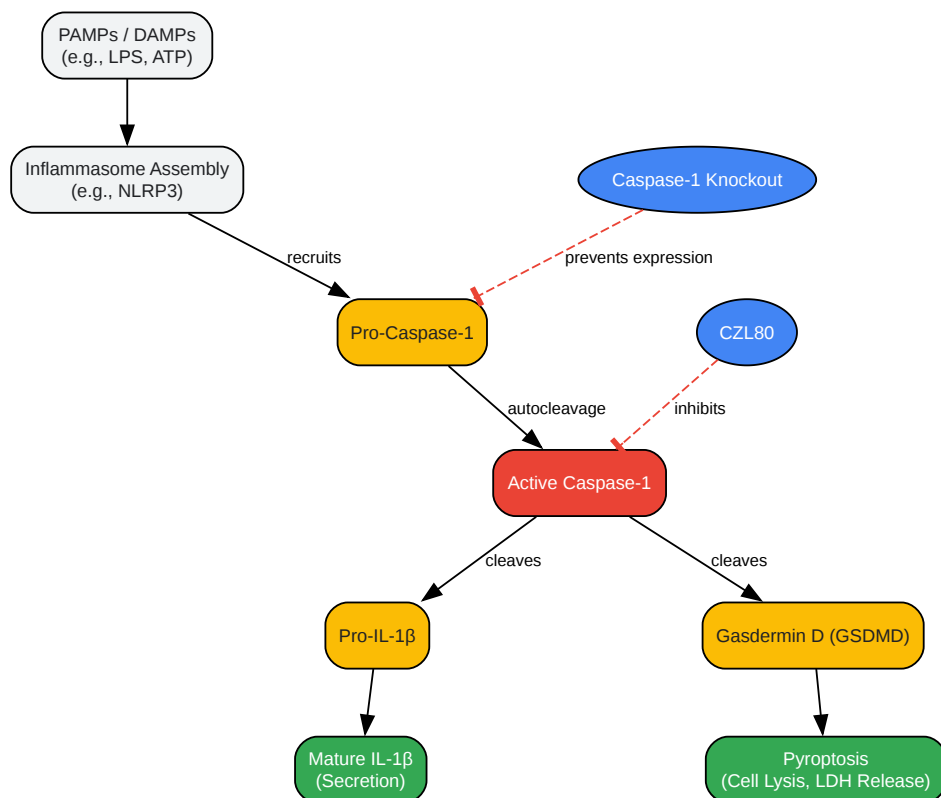 PAMPs / DAMPs
(e.g., LPS, ATP)
Inflammasome Assembly
(e.g., NLRP3)
Caspase-1 Knockout
recruits
prevents expression
Pro-Caspase-1
CZL80
autocleavage
inhibits
Active Caspase-1
cleaves
cleaves
Pro-IL-1β
Gasdermin D (GSDMD)
Mature IL-1β
(Secretion)
Pyroptosis
(Cell Lysis, LDH Release)